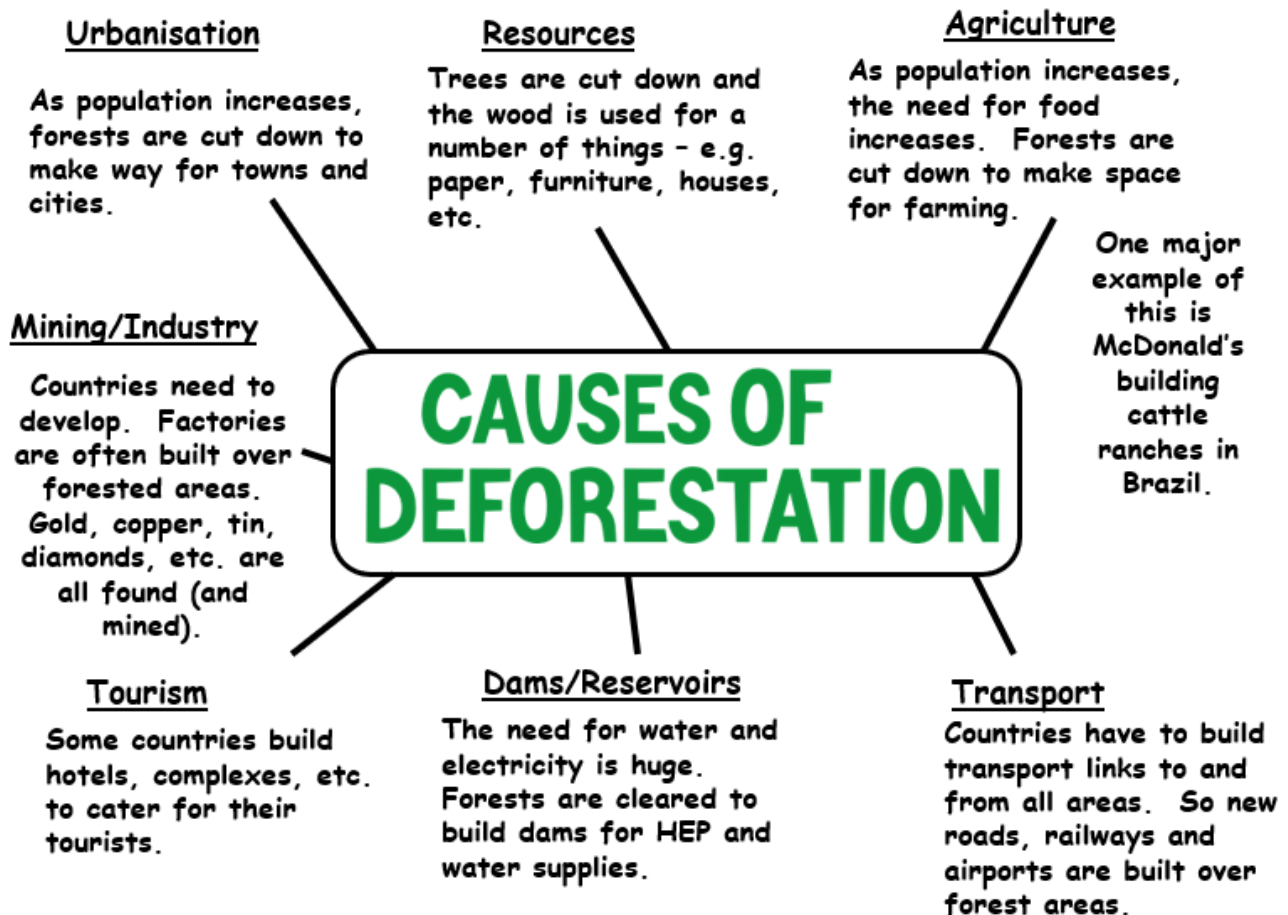 Urbanisation
As population increases,
forests are cut down to
make way for towns and
cities.
Resources
Trees are cut down and
the wood is used for a
number of things – e.g.
paper, furniture, houses,
etc.
Agriculture
As population increases,
the need for food
increases. Forests are
cut down to make space
for farming.
One major
example of
this is
McDonald's
building
cattle
ranches in
Brazil.
Mining/Industry
Countries need to
develop. Factories
are often built over
forested areas.
Gold, copper, tin,
diamonds, etc. are
all found (and
mined).
CAUSES OF
DEFORESTATION
Tourism
Some countries build
hotels, complexes, etc.
to cater for their
tourists.
Dams/Reservoirs
The need for water and
electricity is huge.
Forests are cleared to
build dams for HEP and
water supplies.
Transport
Countries have to build
transport links to and
from all areas. So new
roads, railways and
airports are built over
forest areas.